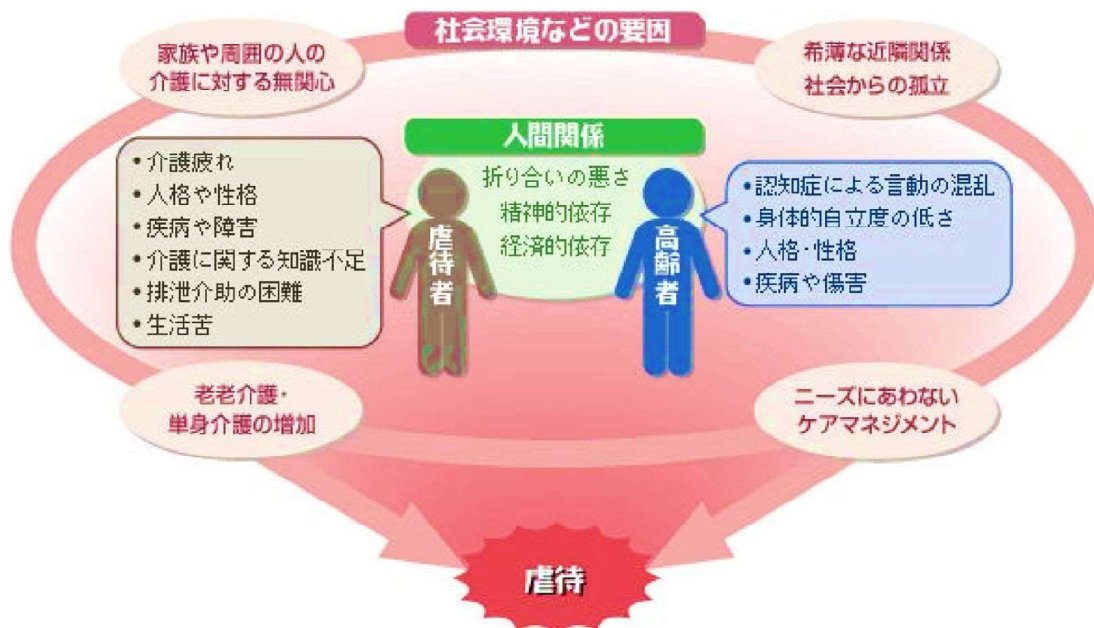 社会環境などの要因
家族や周囲の人の
介護に対する無関心
希薄な近隣関係
社会からの孤立
人間関係
折り合いの悪さ
精神的依存
経済的依存
• 介護疲れ
• 人格や性格
• 疾病や障害
• 介護に関する知識不足
• 排泄介助の困難
• 生活苦
虐待者
高齢者
• 認知症による言動の混乱
• 身体的自立度の低さ
• 人格・性格
• 疾病や傷害
老老介護・
単身介護の増加
ニーズにあわない
ケアマネジメント
虐待